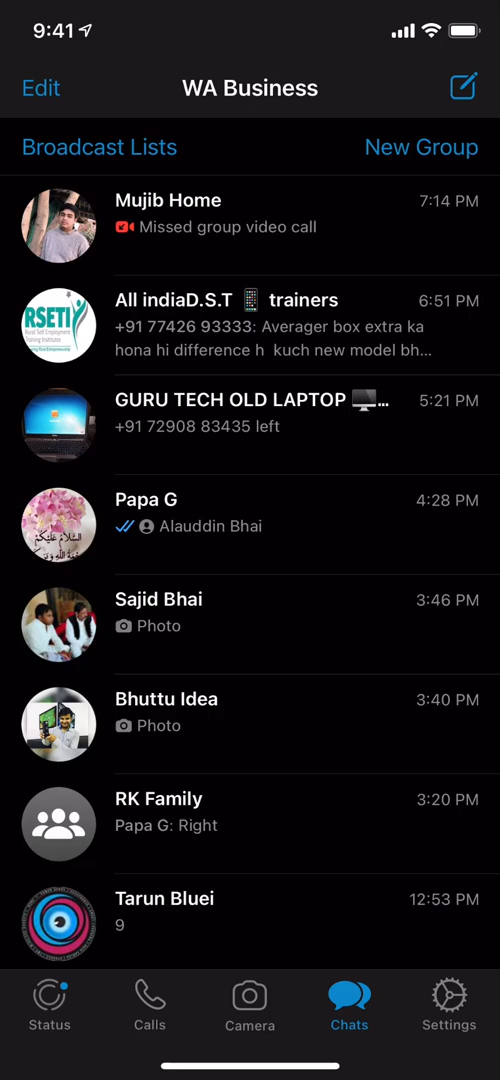 9:41
Edit
WA Business
Broadcast Lists
New Group
Mujib Home
7:14 PM
Missed group video call
All indiaD.S.T 📱 trainers
6:51 PM
RSETI
+91 77426 93333: Averager box extra ka
hona hi difference h kuch new model bh...
GURU TECH OLD LAPTOP 🖥️...
5:21 PM
+91 72908 83435 left
Papa G
4:28 PM
Alauddin Bhai
Sajid Bhai
3:46 PM
Photo
Bhuttu Idea
3:40 PM
Photo
RK Family
3:20 PM
Papa G: Right
Tarun Bluei
12:53 PM
9
Status
Calls
Camera
Chats
Settings